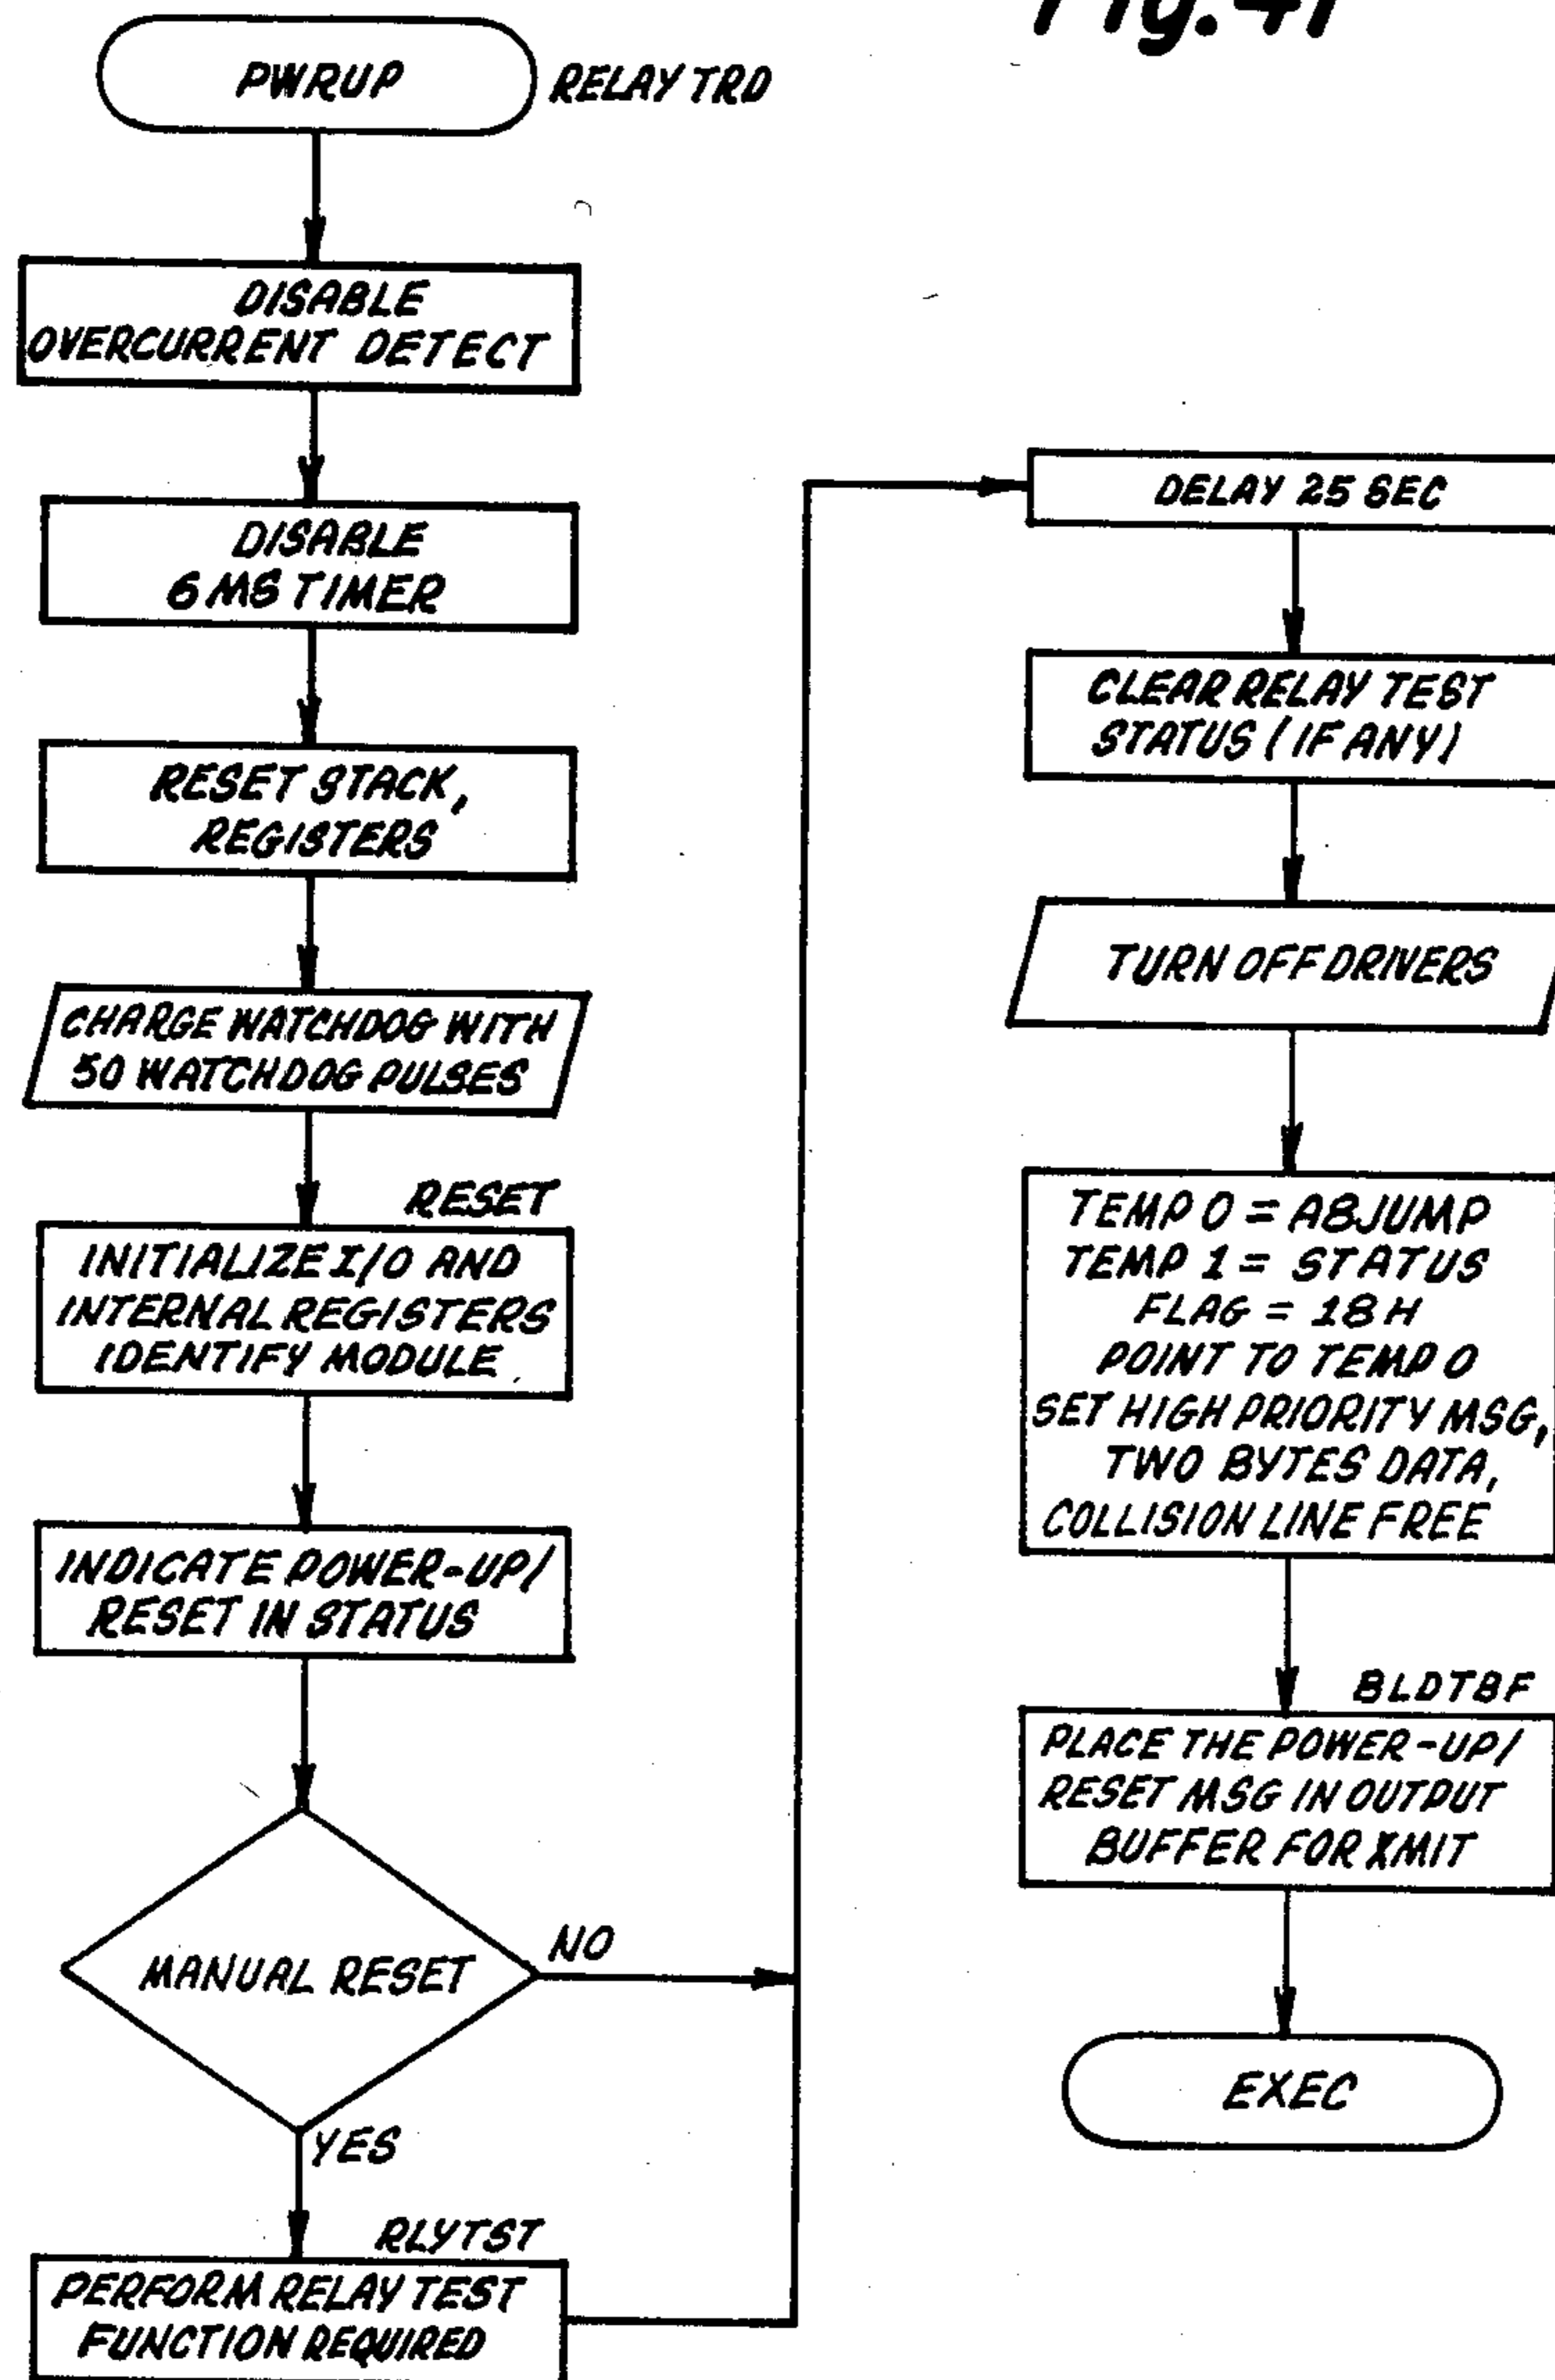 Fig. 41
PWRUP
RELAY TRD
DISABLE
OVERCURRENT DETECT
DISABLE
6 MS TIMER
RESET STACK,
REGISTERS
CHARGE WATCHDOG WITH
50 WATCHDOG PULSES
RESET
INITIALIZE I/O AND
INTERNAL REGISTERS
IDENTIFY MODULE
INDICATE POWER-UP/
RESET IN STATUS
MANUAL RESET
NO
YES
RLYTST
PERFORM RELAY TEST
FUNCTION REQUIRED
DELAY 25 SEC
CLEAR RELAY TEST
STATUS (IF ANY)
TURN OFF DRIVERS
TEMP 0 = ABJUMP
TEMP 1 = STATUS
FLAG = 18 H
POINT TO TEMP 0
SET HIGH PRIORITY MSG,
TWO BYTES DATA,
COLLISION LINE FREE
BLDTBF
PLACE THE POWER-UP/
RESET MSG IN OUTPUT
BUFFER FOR XMIT
EXEC